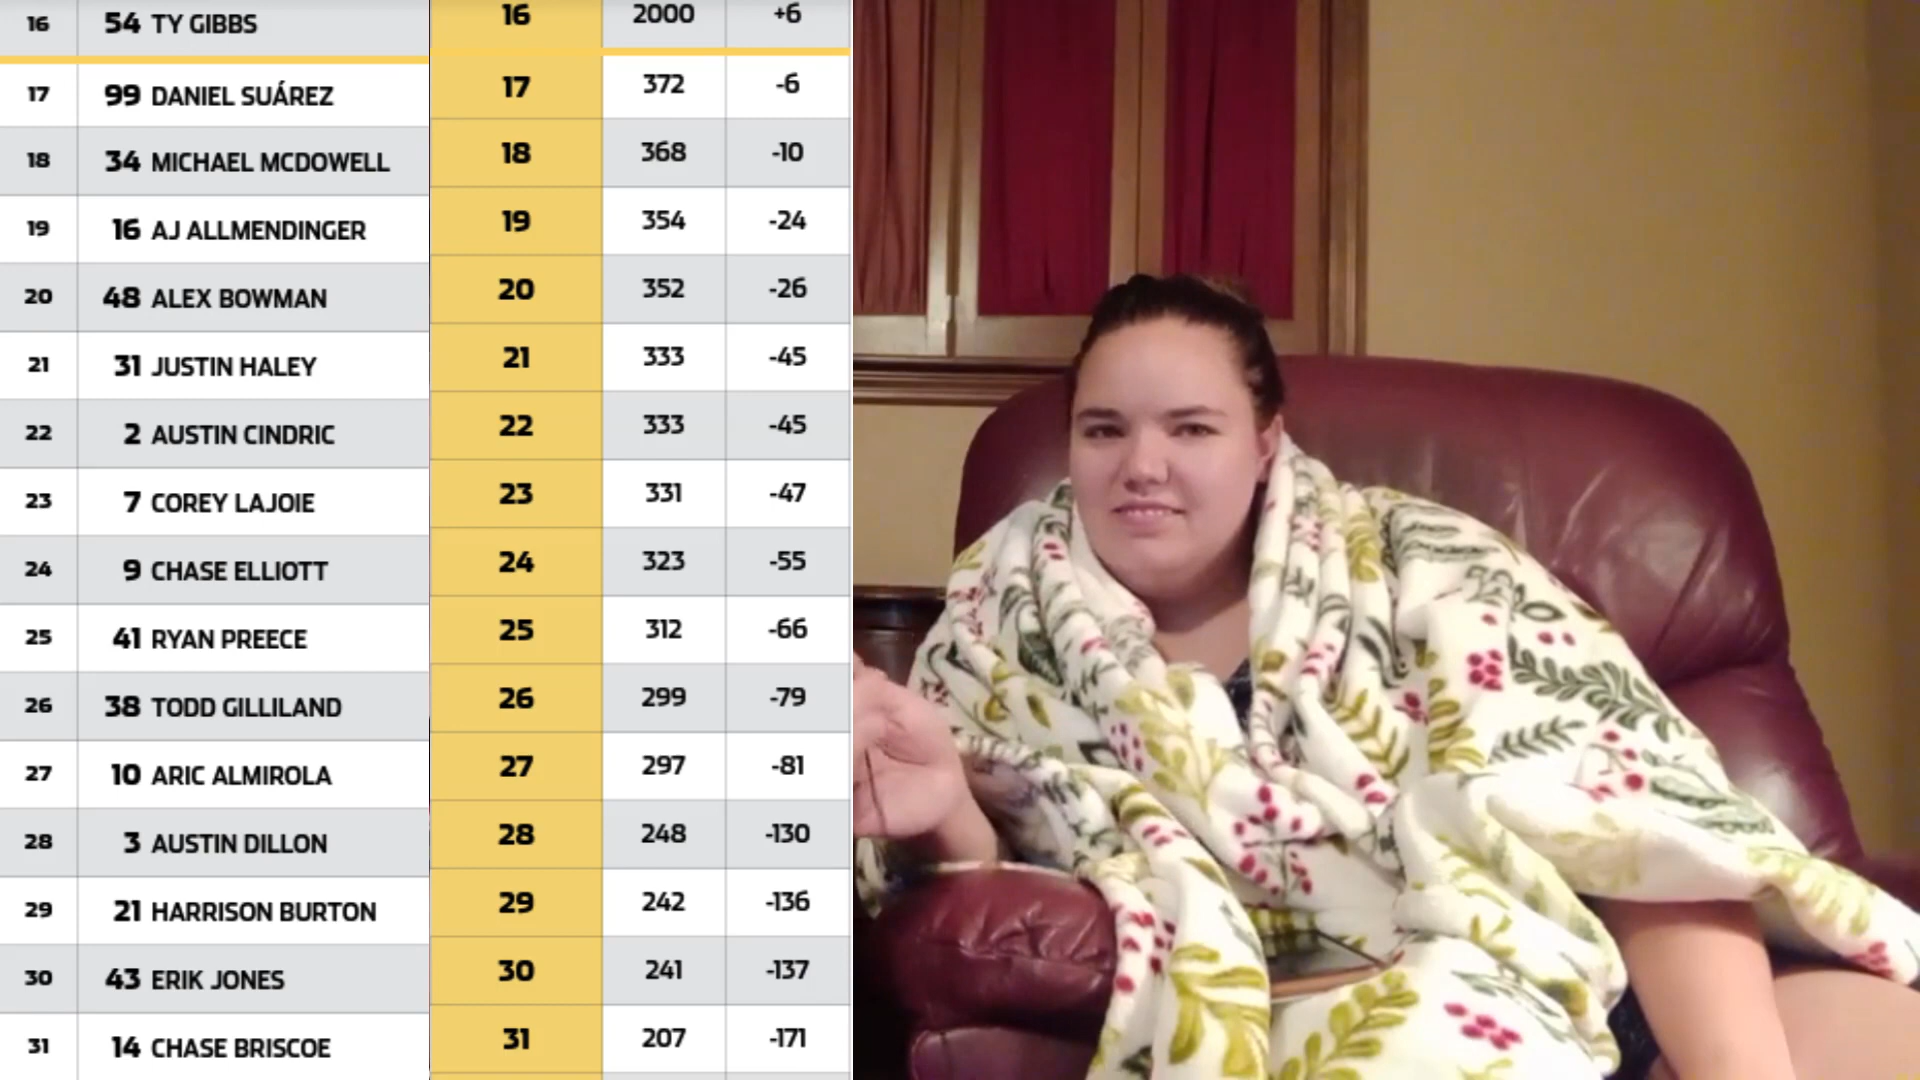 16 54 TY GIBBS 16 2000 +6
17 99 DANIEL SUÁREZ 17 372 -6
18 34 MICHAEL MCDOWELL 18 368 -10
19 16 AJ ALLMENDINGER 19 354 -24
20 48 ALEX BOWMAN 20 352 -26
21 31 JUSTIN HALEY 21 333 -45
22 2 AUSTIN CINDRIC 22 333 -45
23 7 COREY LAJOIE 23 331 -47
24 9 CHASE ELLIOTT 24 323 -55
25 41 RYAN PREECE 25 312 -66
26 38 TODD GILLILAND 26 299 -79
27 10 ARIC ALMIROLA 27 297 -81
28 3 AUSTIN DILLON 28 248 -130
29 21 HARRISON BURTON 29 242 -136
30 43 ERIK JONES 30 241 -137
31 14 CHASE BRISCOE 31 207 -171